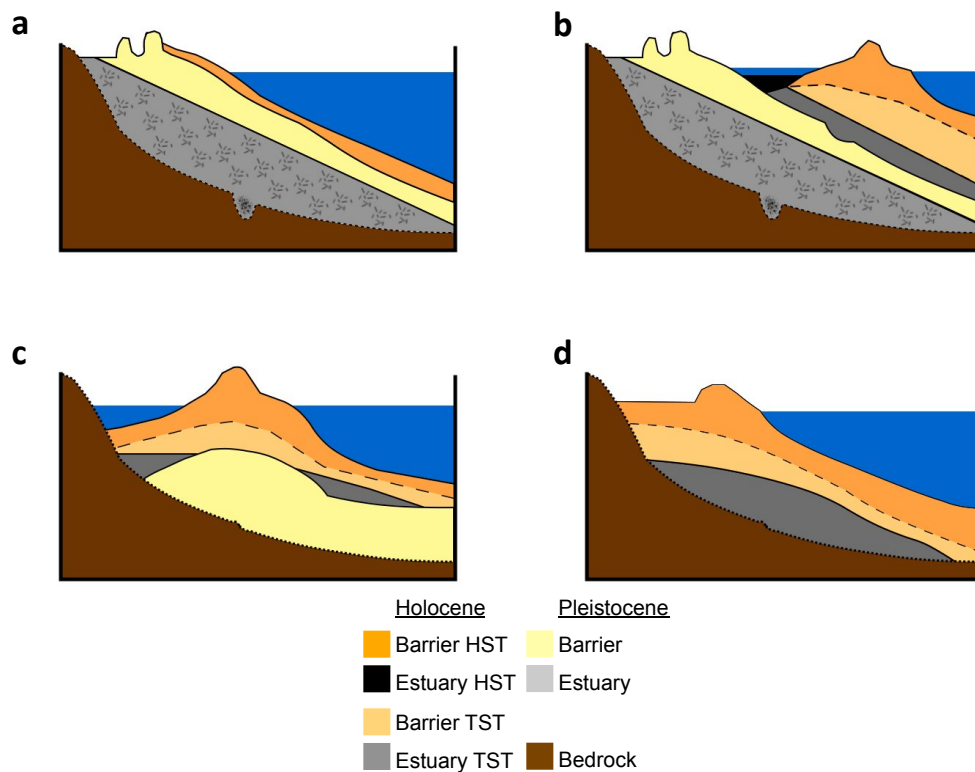 a
b
c
d
Holocene Pleistocene
Barrier HST Barrier
Estuary HST Estuary
Barrier TST
Estuary TST Bedrock